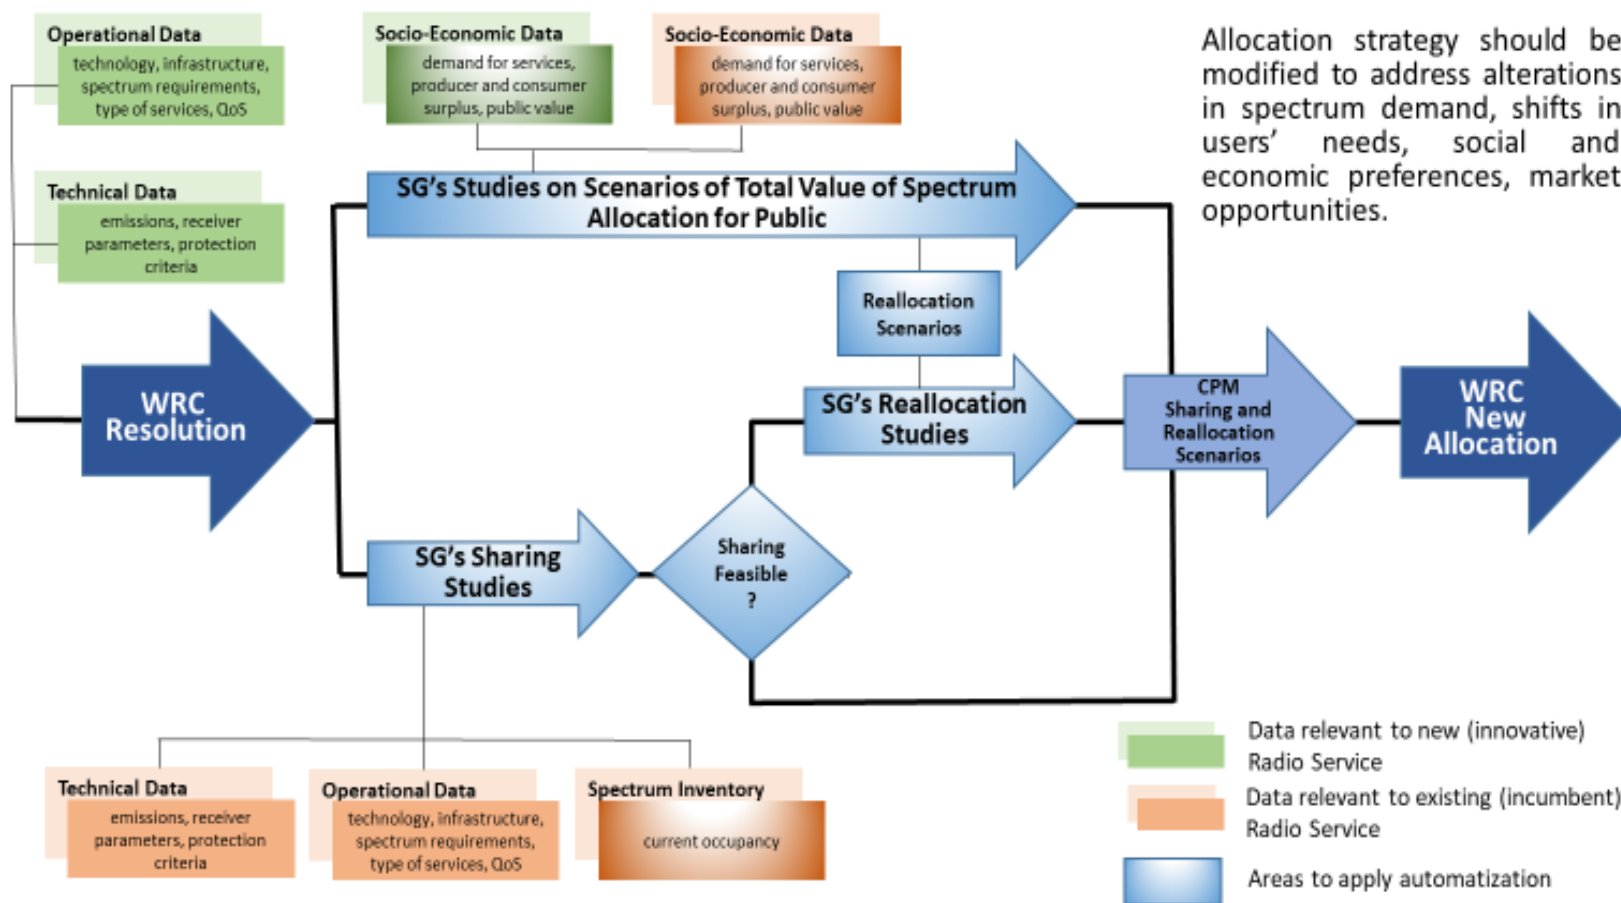 Operational Data
technology, infrastructure,
spectrum requirements,
type of services, QoS
Technical Data
emissions, receiver
parameters, protection
criteria
Socio-Economic Data
demand for services,
producer and consumer
surplus, public value
Socio-Economic Data
demand for services,
producer and consumer
surplus, public value
Allocation strategy should be
modified to address alterations
in spectrum demand, shifts in
users’ needs, social and
economic preferences, market
opportunities.
SG’s Studies on Scenarios of Total Value of Spectrum
Allocation for Public
Reallocation
Scenarios
WRC
Resolution
SG’s Reallocation
Studies
CPM
Sharing and
Reallocation
Scenarios
WRC
New
Allocation
SG’s Sharing
Studies
Sharing
Feasible
?
Technical Data
emissions, receiver
parameters, protection
criteria
Operational Data
technology, infrastructure,
spectrum requirements,
type of services, QoS
Spectrum Inventory
current occupancy
Data relevant to new (innovative)
Radio Service
Data relevant to existing (incumbent)
Radio Service
Areas to apply automatization